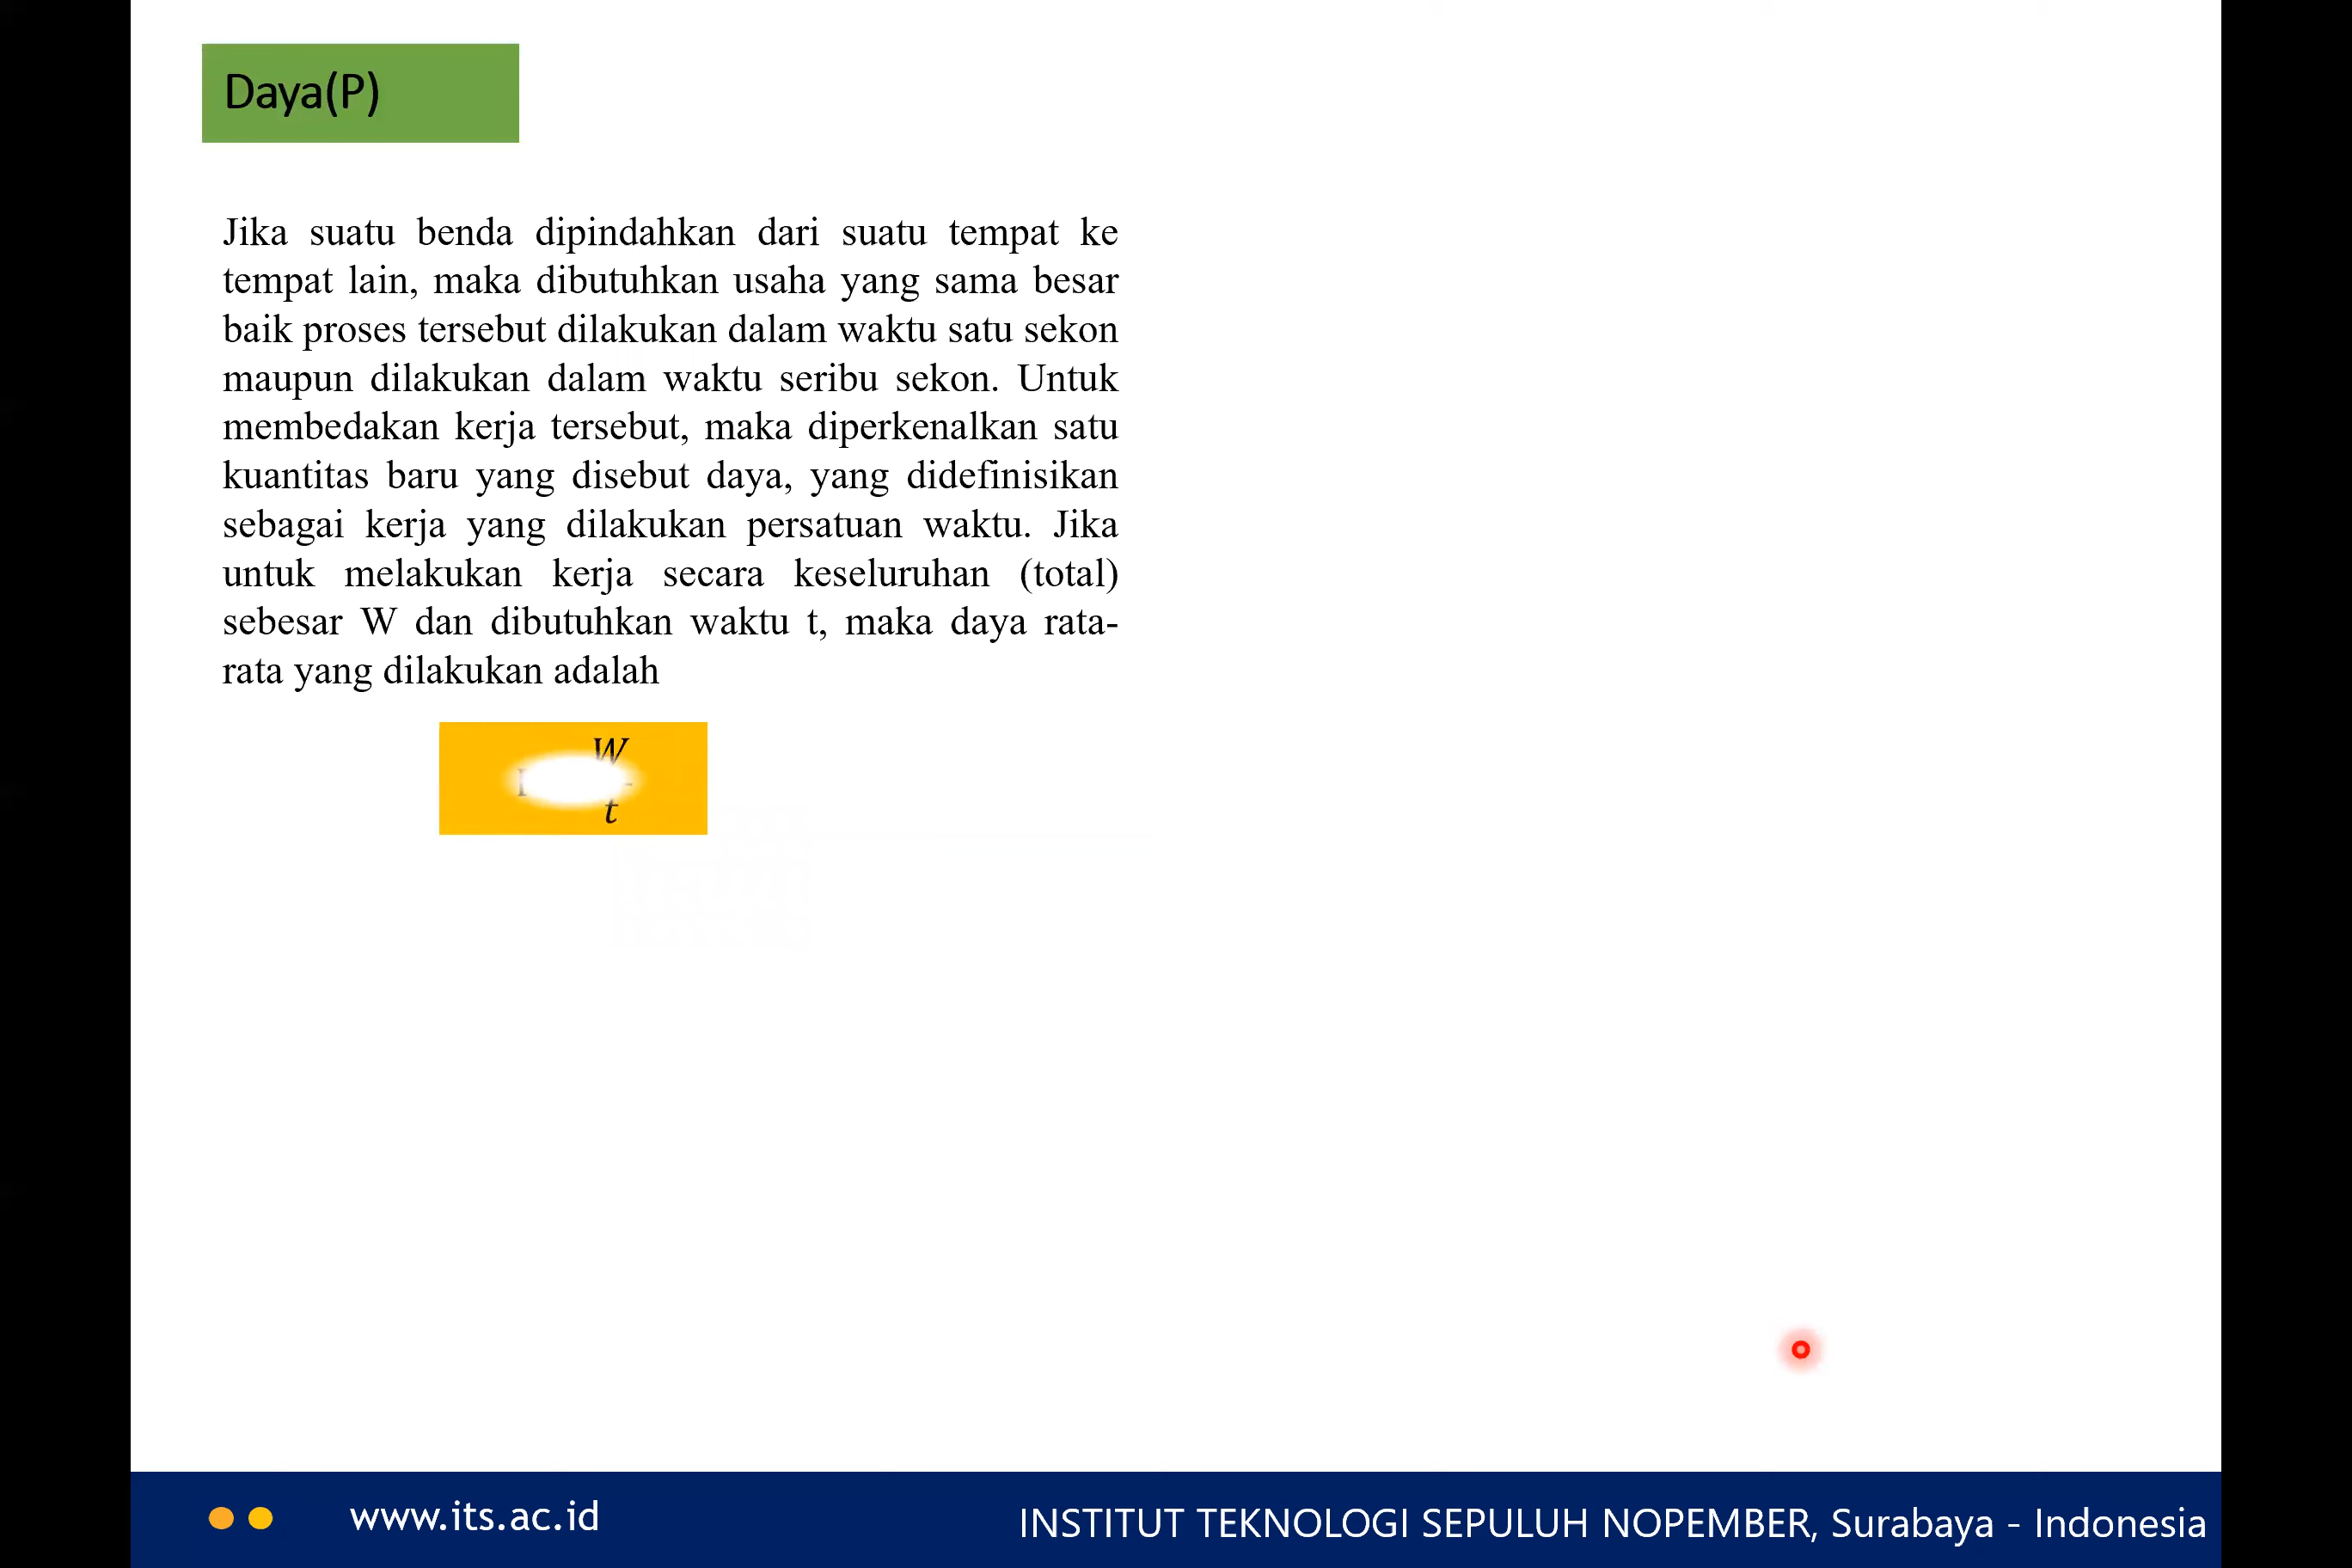 Daya(P)
Jika suatu benda dipindahkan dari suatu tempat ke
tempat lain, maka dibutuhkan usaha yang sama besar
baik proses tersebut dilakukan dalam waktu satu sekon
maupun dilakukan dalam waktu seribu sekon. Untuk
membedakan kerja tersebut, maka diperkenalkan satu
kuantitas baru yang disebut daya, yang didefinisikan
sebagai kerja yang dilakukan persatuan waktu. Jika
untuk melakukan kerja secara keseluruhan (total)
sebesar W dan dibutuhkan waktu t, maka daya rata-
rata yang dilakukan adalah
W
t
www.its.ac.id
INSTITUT TEKNOLOGI SEPULUH NOPEMBER, Surabaya - Indonesia